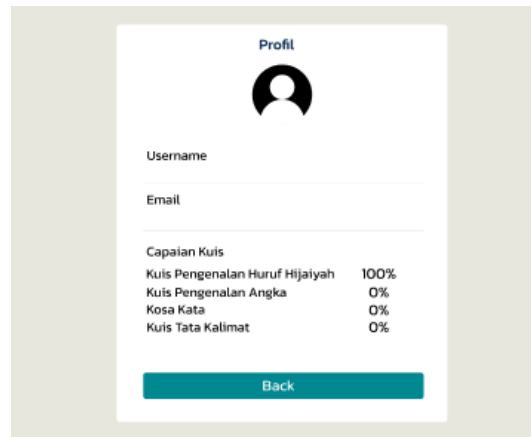 Profil
Username
Email
Capaian Kuis
Kuis Pengenalan Huruf Hijaiyah 100%
Kuis Pengenalan Angka 0%
Kosa Kata 0%
Kuis Tata Kalimat 0%
Back